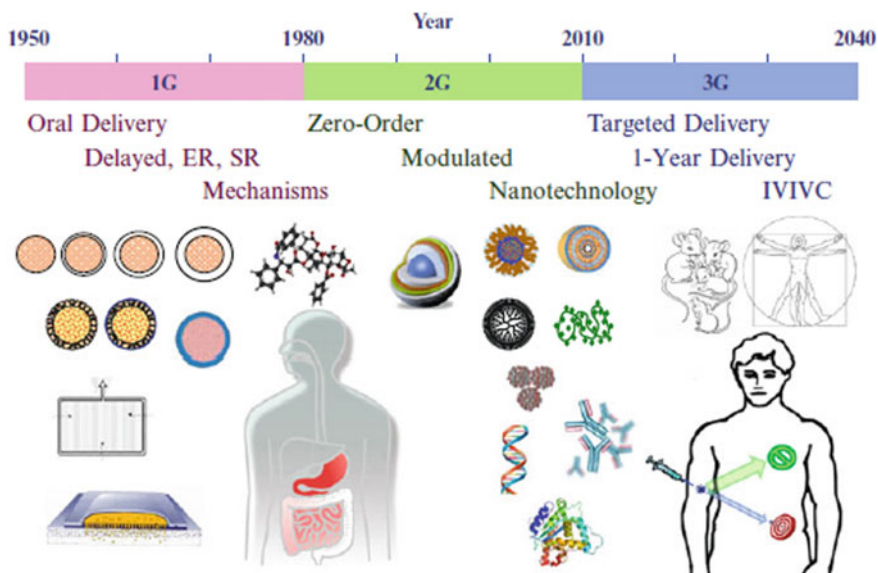 Year
1950 1980 2010 2040
1G 2G 3G
Oral Delivery Zero-Order Targeted Delivery
Delayed, ER, SR Modulated 1-Year Delivery
Mechanisms Nanotechnology IVIVC